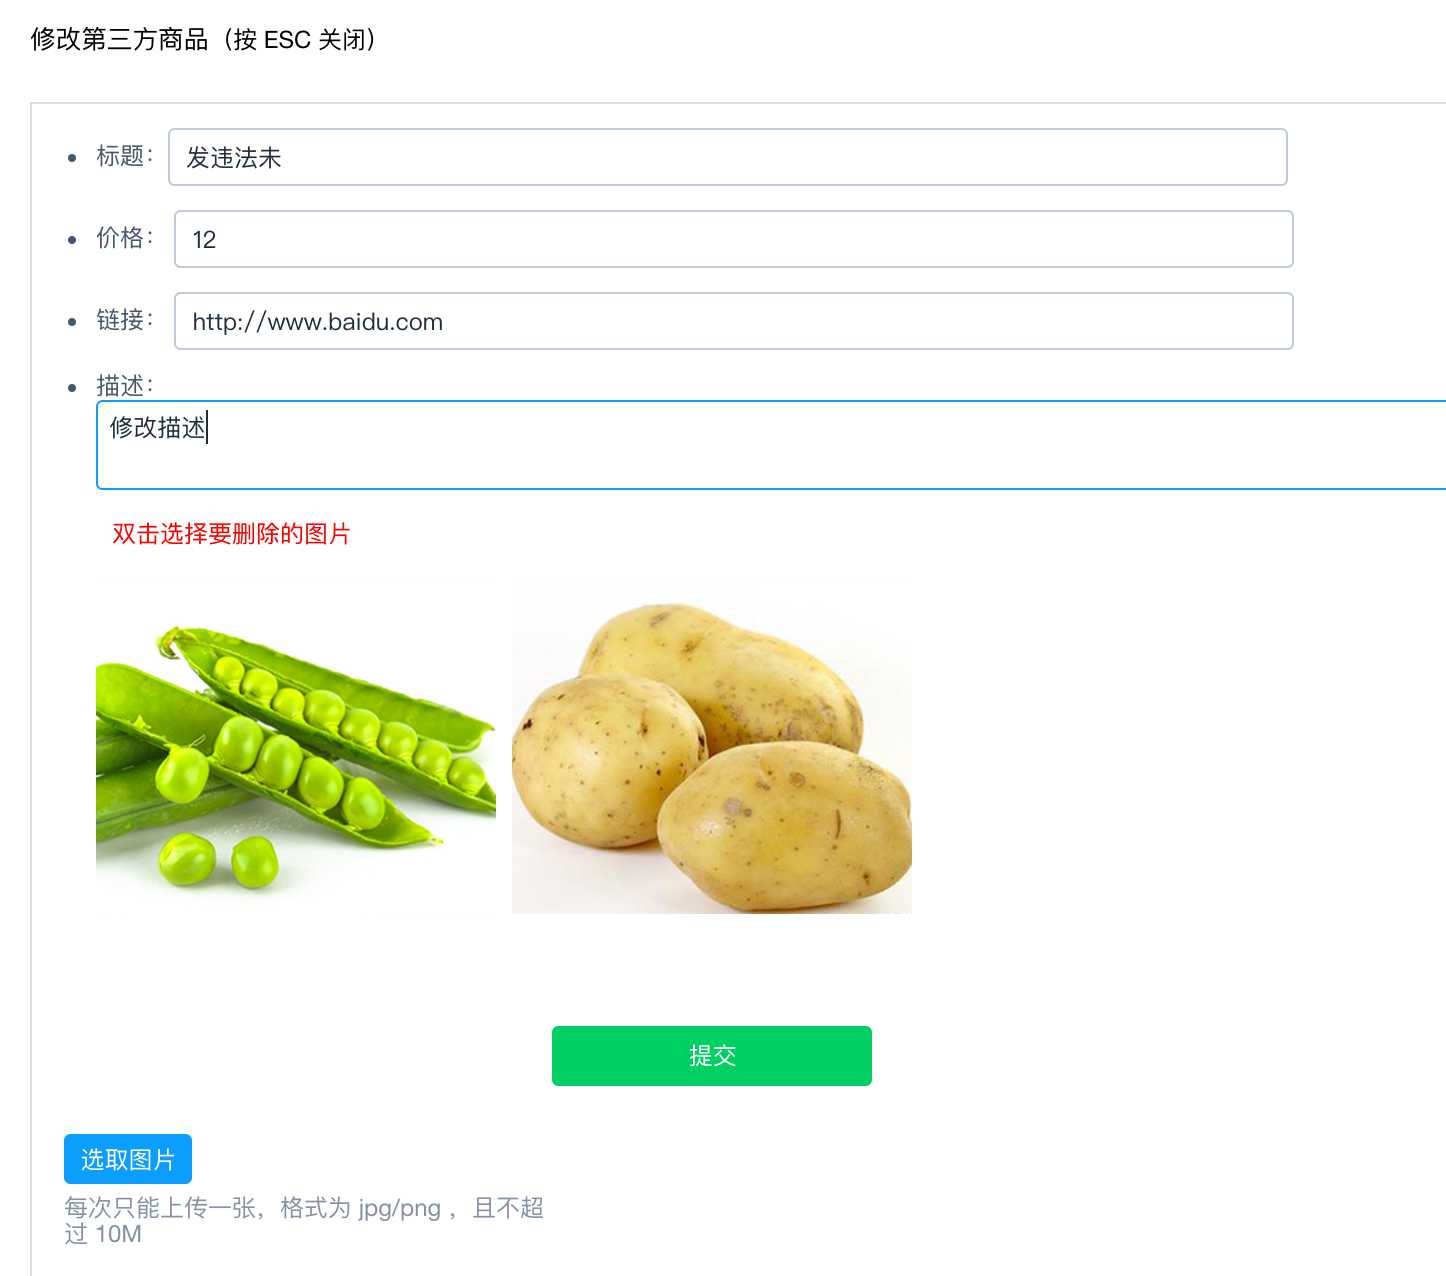 修改第三方商品（按 ESC 关闭）
标题：
发违法未
价格：
12
链接：
http://www.baidu.com
描述：
修改描述
双击选择要删除的图片
提交
选取图片
每次只能上传一张，格式为 jpg/png ，且不超
过 10M